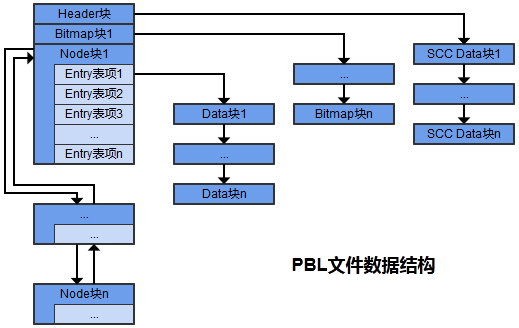 Header块
Bitmap块1
Node块1
Entry表项1
Entry表项2
Entry表项3
...
Entry表项n
...
...
Node块n
...
Data块1
...
Data块n
...
Bitmap块n
SCC Data块1
...
SCC Data块n
PBL文件数据结构